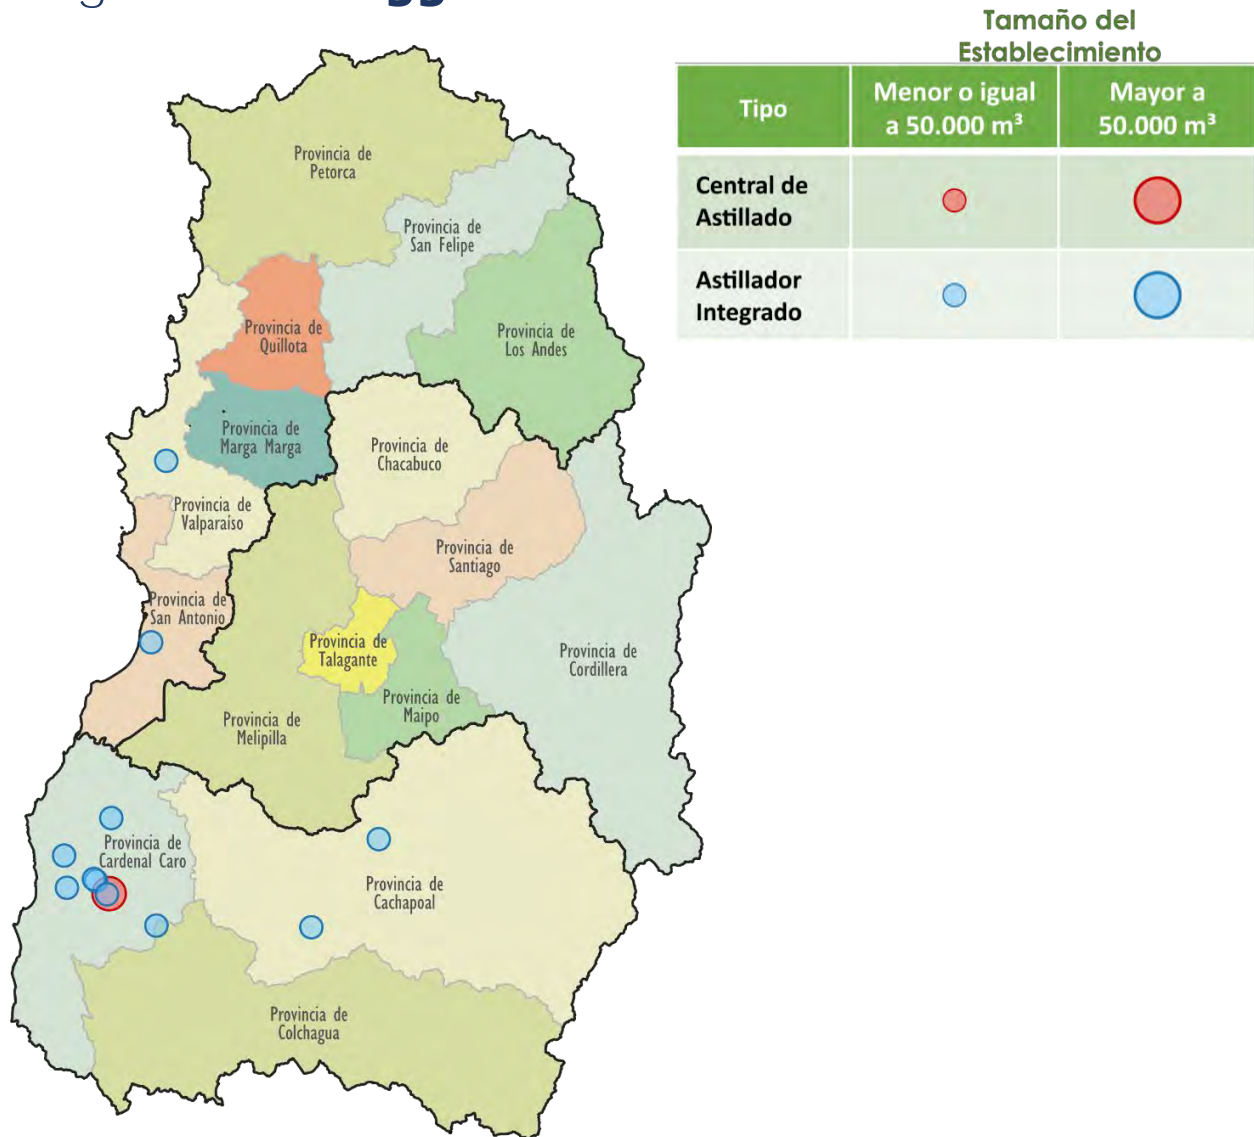 Tamaño del
Establecimiento
Tipo
Menor o igual
a 50.000 m³
Mayor a
50.000 m³
Central de
Astillado
Astillador
Integrado
Provincia de
Petorca
Provincia de
San Felipe
Provincia de
Quillota
Provincia de
Los Andes
Provincia de
Marga Marga
Provincia de
Chacabuco
Provincia de
Valparaíso
Provincia de
Santiago
Provincia de
San Antonio
Provincia de
Talagante
Provincia de
Cordillera
Provincia de
Maipo
Provincia de
Melipilla
Provincia de
Cardenal Caro
Provincia de
Cachapoal
Provincia de
Colchagua